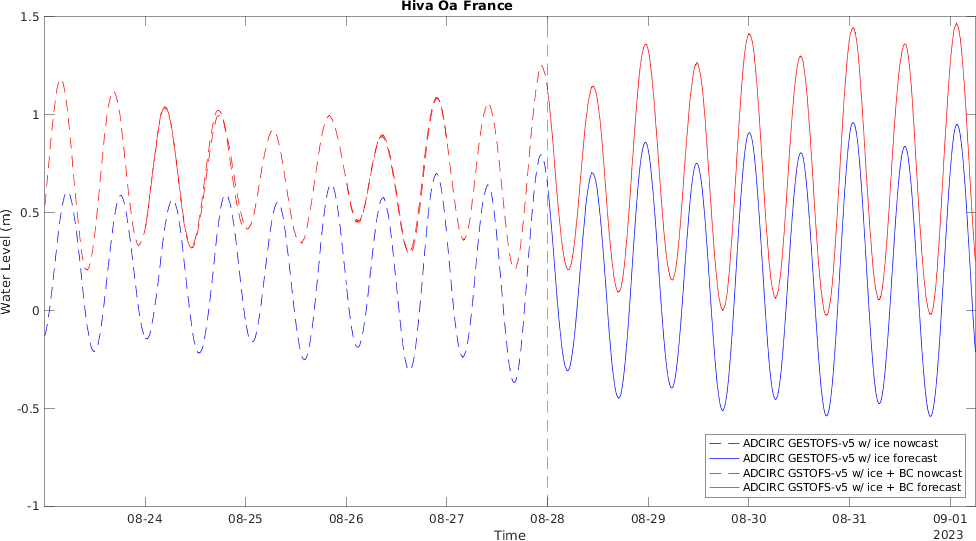 Hiva Oa France
Water Level (m)
1.5
1
0.5
0
-0.5
-1
ADCIRC GESTOFS-v5 w/ ice nowcast
ADCIRC GESTOFS-v5 w/ ice forecast
ADCIRC GSTOFS-v5 w/ ice + BC nowcast
ADCIRC GSTOFS-v5 w/ ice + BC forecast
08-24 08-25 08-26 08-27 08-28 08-29 08-30 08-31 09-01
2023
Time